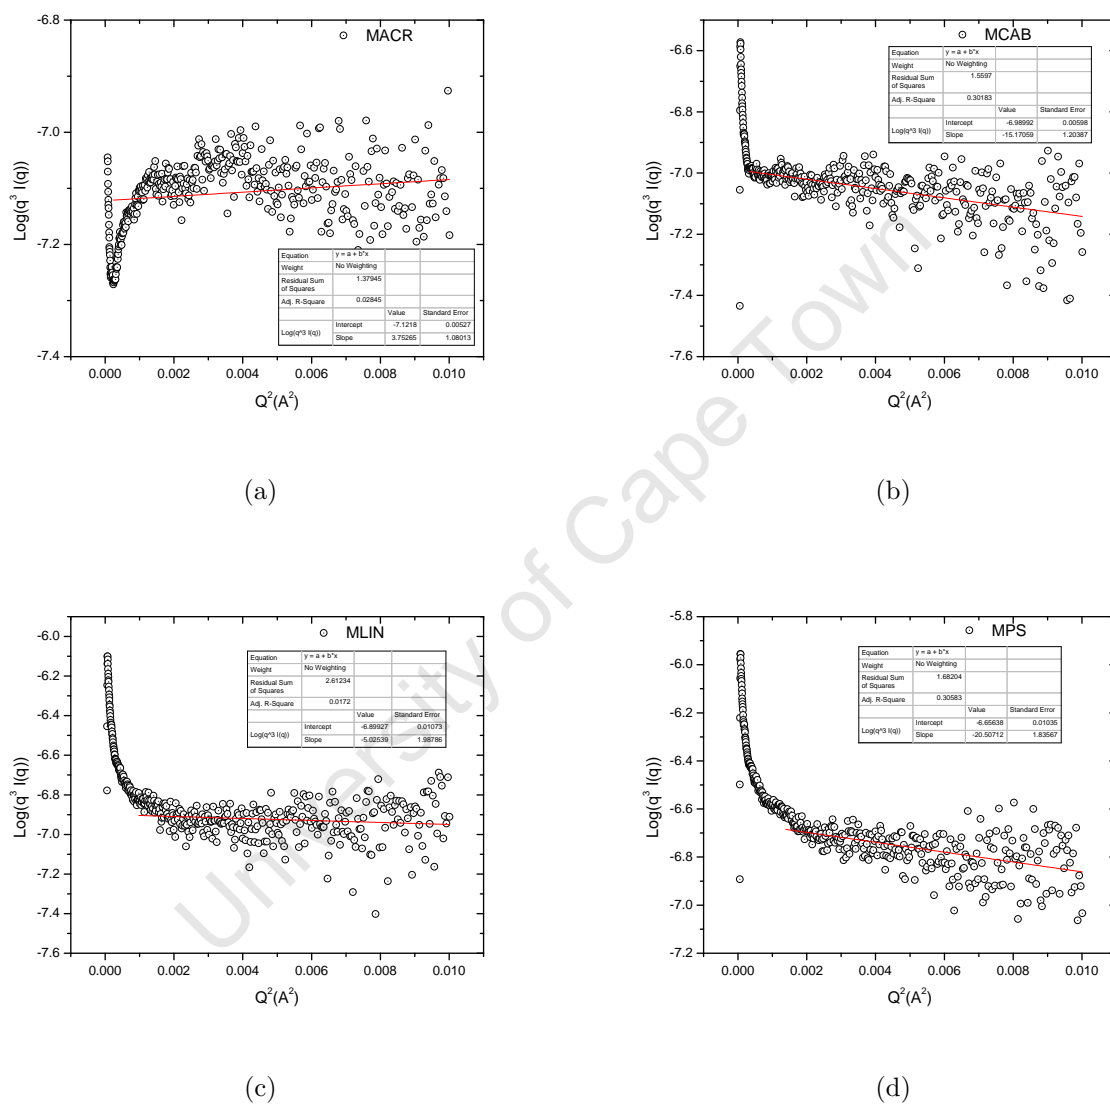 MACR
-6.8
-7.0
-7.2
-7.4
Log(q^3 I(q))
Equation y = a + b*x
Weight No Weighting
Residual Sum of Squares 1.37945
Adj. R-Square 0.02845
Value Standard Error
Log(q^3 I(q)) Intercept -7.1218 0.00527
Slope 3.75265 1.08013
0.000 0.002 0.004 0.006 0.008 0.010
Q^2(A^2)
(a)
MCAB
-6.6
-6.8
-7.0
-7.2
-7.4
-7.6
Log(q^3 I(q))
Equation y = a + b*x
Weight No Weighting
Residual Sum of Squares 1.5597
Adj. R-Square 0.30183
Value Standard Error
Log(q^3 I(q)) Intercept -6.98992 0.00598
Slope -15.17059 1.20387
0.000 0.002 0.004 0.006 0.008 0.010
Q^2(A^2)
(b)
MLIN
-6.0
-6.2
-6.4
-6.6
-6.8
-7.0
-7.2
-7.4
-7.6
Log(q^3 I(q))
Equation y = a + b*x
Weight No Weighting
Residual Sum of Squares 2.61234
Adj. R-Square 0.0172
Value Standard Error
Log(q^3 I(q)) Intercept -6.89927 0.01073
Slope -5.02539 1.98786
0.000 0.002 0.004 0.006 0.008 0.010
Q^2(A^2)
(c)
MPS
-5.8
-6.0
-6.2
-6.4
-6.6
-6.8
-7.0
-7.2
Log(q^3 I(q))
Equation y = a + b*x
Weight No Weighting
Residual Sum of Squares 1.68204
Adj. R-Square 0.30583
Value Standard Error
Log(q^3 I(q)) Intercept -6.65638 0.01035
Slope -20.50712 1.83567
0.000 0.002 0.004 0.006 0.008 0.010
Q^2(A^2)
(d)
University of Cape Town